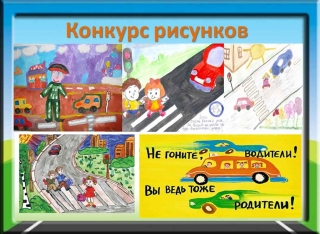 Конкурс рисунков
НЕ ГОНИТЕ ВОДИТЕЛИ!
ВЫ ВЕДЬ ТОЖЕ
РОДИТЕЛИ!